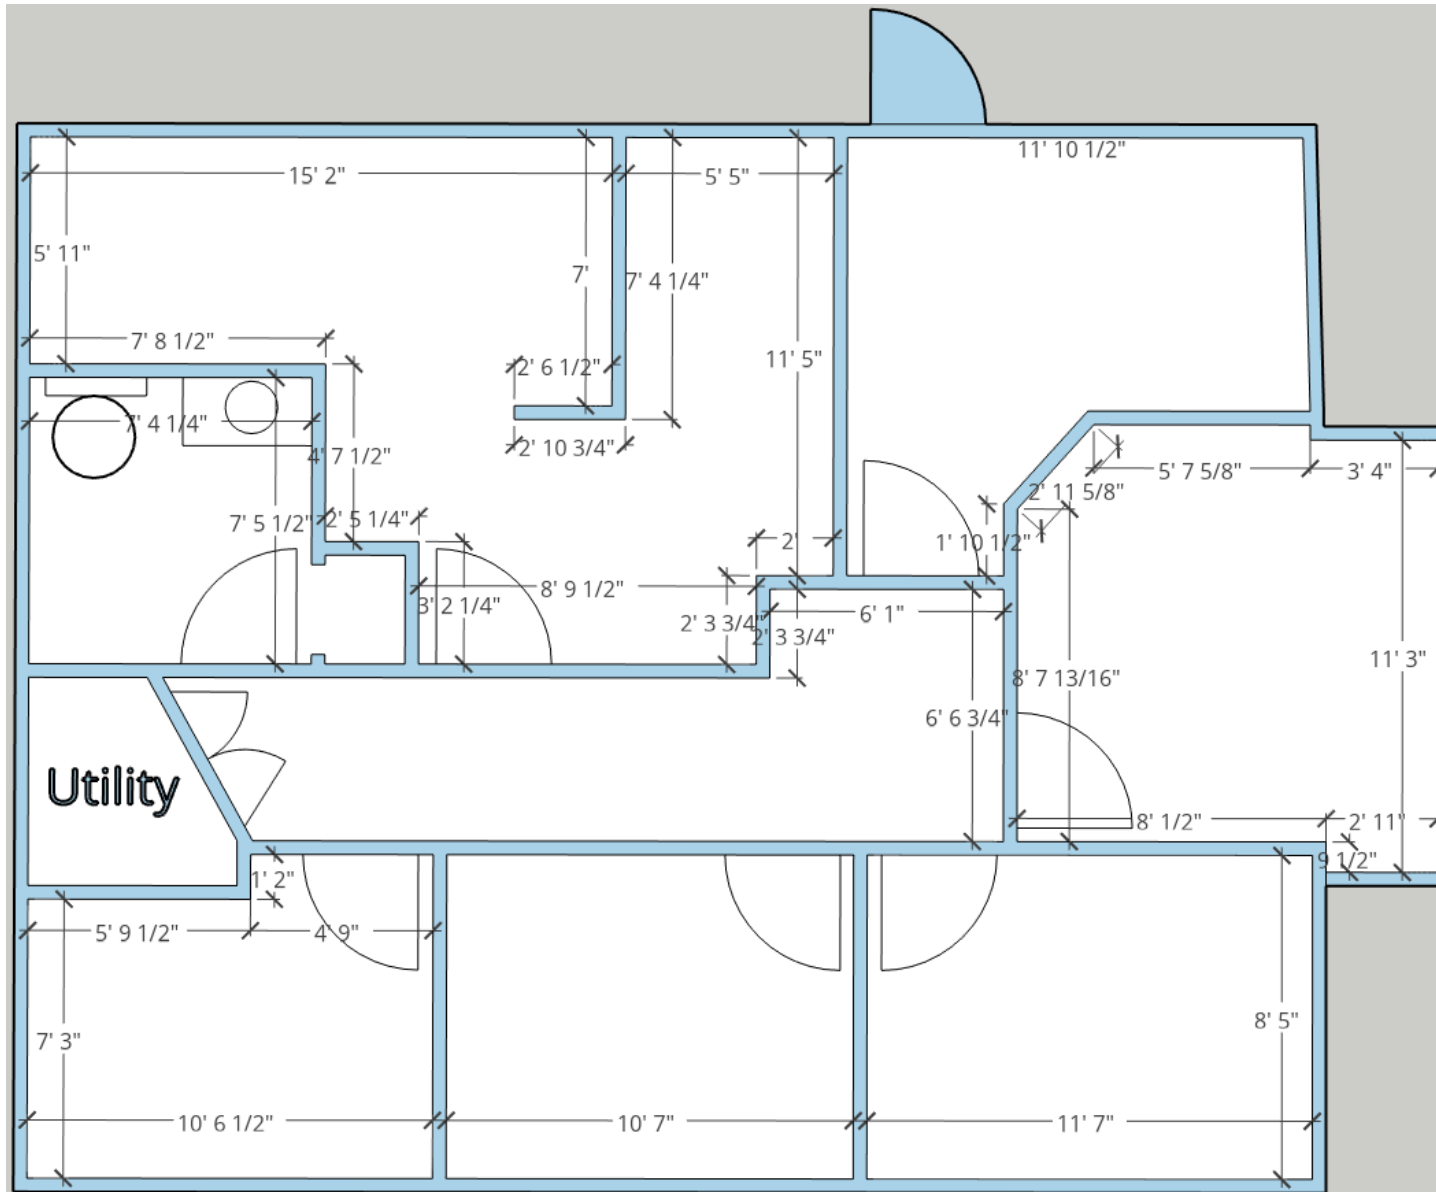 11' 10 1/2"
15' 2"
5' 5"
5' 11"
7'
7' 4 1/4"
7' 8 1/2"
11' 5"
2' 6 1/2"
7' 4 1/4"
2' 10 3/4"
4' 7 1/2"
5' 7 5/8"
3' 4"
2' 11 5/8"
7' 5 1/2"
2' 5 1/4"
2'
1' 10 1/2"
8' 9 1/2"
3' 2 1/4"
6' 1"
2' 3 3/4"
2' 3 3/4"
11' 3"
8' 7 13/16"
6' 6 3/4"
Utility
8' 1/2"
2' 11"
9 1/2"
1' 2"
5' 9 1/2"
4' 9"
8' 5"
7' 3"
10' 6 1/2"
10' 7"
11' 7"